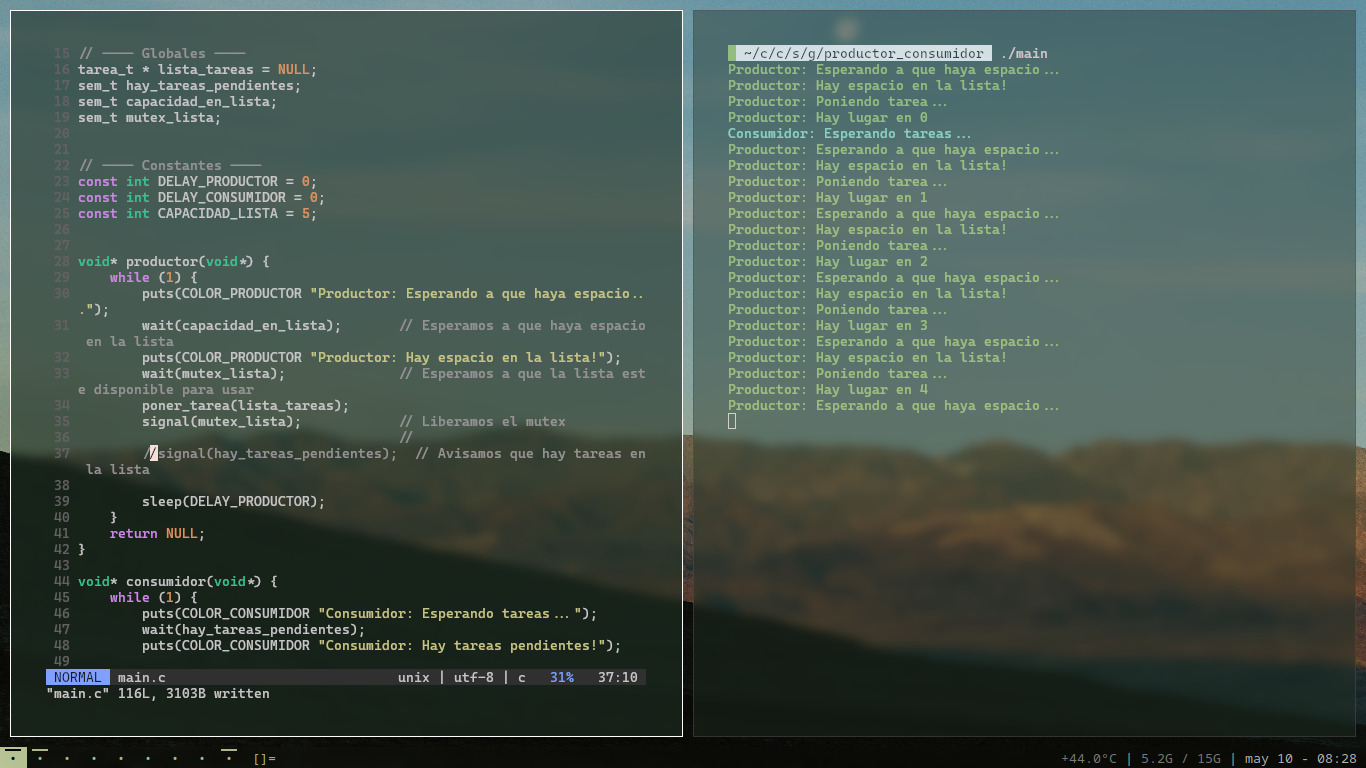 15 // ──── Globales ────
16 tarea_t * lista_tareas = NULL;
17 sem_t hay_tareas_pendientes;
18 sem_t capacidad_en_lista;
19 sem_t mutex_lista;
20
21
22 // ──── Constantes ────
23 const int DELAY_PRODUCTOR = 0;
24 const int DELAY_CONSUMIDOR = 0;
25 const int CAPACIDAD_LISTA = 5;
26
27
28 void* productor(void*) {
29 while (1) {
30 puts(COLOR_PRODUCTOR "Productor: Esperando a que haya espacio..
.");
31 wait(capacidad_en_lista); // Esperamos a que haya espacio
en la lista
32 puts(COLOR_PRODUCTOR "Productor: Hay espacio en la lista!");
33 wait(mutex_lista); // Esperamos a que la lista est
e disponible para usar
34 poner_tarea(lista_tareas);
35 signal(mutex_lista); // Liberamos el mutex
36 //
37 //signal(hay_tareas_pendientes); // Avisamos que hay tareas en
la lista
38
39 sleep(DELAY_PRODUCTOR);
40 }
41 return NULL;
42 }
43
44 void* consumidor(void*) {
45 while (1) {
46 puts(COLOR_CONSUMIDOR "Consumidor: Esperando tareas...");
47 wait(hay_tareas_pendientes);
48 puts(COLOR_CONSUMIDOR "Consumidor: Hay tareas pendientes!");
49
NORMAL main.c unix | utf-8 | c 31% 37:10
"main.c" 116L, 3103B written
~/c/c/s/g/productor_consumidor ./main
Productor: Esperando a que haya espacio...
Productor: Hay espacio en la lista!
Productor: Poniendo tarea...
Productor: Hay lugar en 0
Consumidor: Esperando tareas...
Productor: Esperando a que haya espacio...
Productor: Hay espacio en la lista!
Productor: Poniendo tarea...
Productor: Hay lugar en 1
Productor: Esperando a que haya espacio...
Productor: Hay espacio en la lista!
Productor: Poniendo tarea...
Productor: Hay lugar en 2
Productor: Esperando a que haya espacio...
Productor: Hay espacio en la lista!
Productor: Poniendo tarea...
Productor: Hay lugar en 3
Productor: Esperando a que haya espacio...
Productor: Hay espacio en la lista!
Productor: Poniendo tarea...
Productor: Hay lugar en 4
Productor: Esperando a que haya espacio...
[]= +44.0°C | 5.2G / 15G | may 10 - 08:28